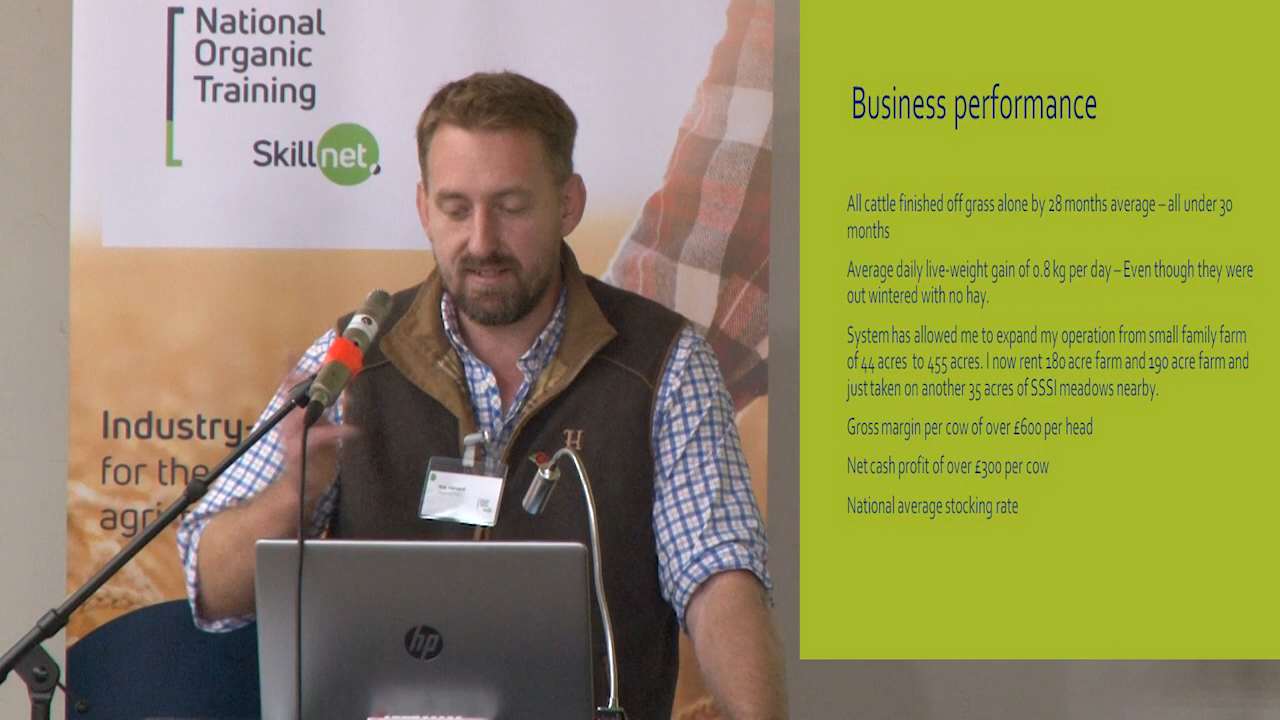 National
Organic
Training
Skillnet
Industry-
for the
agri
H
hp
Business performance
All cattle finished off grass alone by 28 months average – all under 30
months
Average daily live-weight gain of 0.8 kg per day – Even though they were
out wintered with no hay.
System has allowed me to expand my operation from small family farm
of 44 acres to 455 acres. I now rent 180 acre farm and 190 acre farm and
just taken on another 35 acres of SSSI meadows nearby.
Gross margin per cow of over £600 per head
Net cash profit of over £300 per cow
National average stocking rate